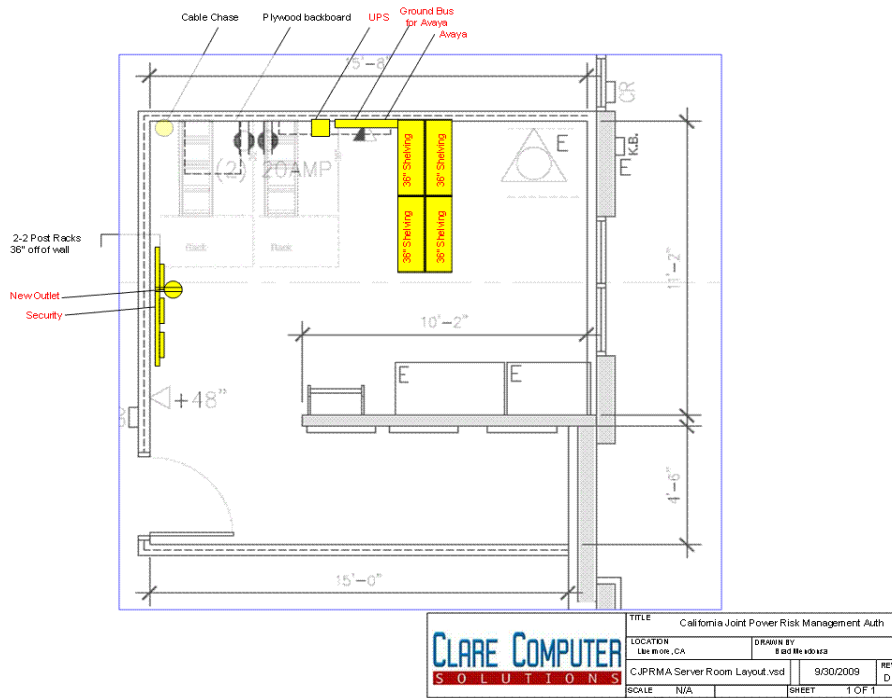 Cable Chase
Plywood backboard
UPS
Ground Bus
for Avaya
Avaya
15'-8"
CR
K.B.
E
E
(2) 20AMP
36" Shelving
36" Shelving
36" Shelving
36" Shelving
Rack
Rack
2-2 Post Racks
36" off of wall
New Outlet
Security
11'-2"
10'-2"
E
E
+48"
4'-6"
15'-0"
CLARE COMPUTER
SOLUTIONS
TITLE
California Joint Power Risk Management Auth
LOCATION
Livermore, CA
DRAWN BY
Brad Mendonsa
CJPRMA Server Room Layout.vsd
9/30/2009
SCALE N/A
SHEET 1 OF 1